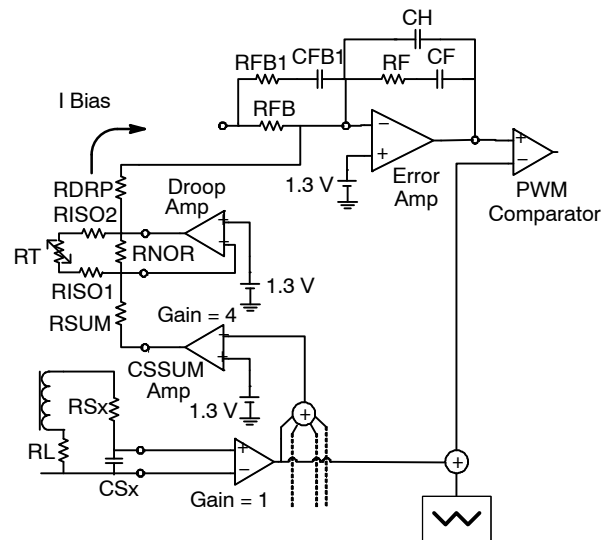 CH
RFB1 CFB1 RF CF
I Bias
RFB
−
+
1.3 V
Error
Amp
+
−
PWM
Comparator
RDRP
RISO2
Droop
Amp
RT
RNOR
RISO1
1.3 V
RSUM
Gain = 4
CSSUM
Amp
1.3 V
RSx
RL
CSx
+
−
Gain = 1
+
+